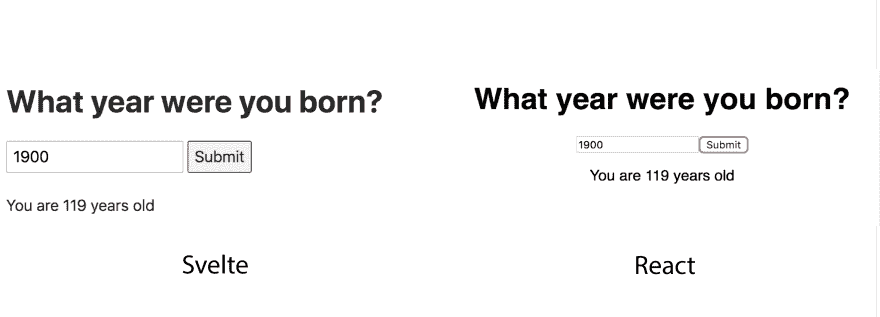 What year were you born?
1900 Submit
You are 119 years old
Svelte
What year were you born?
1900 Submit
You are 119 years old
React